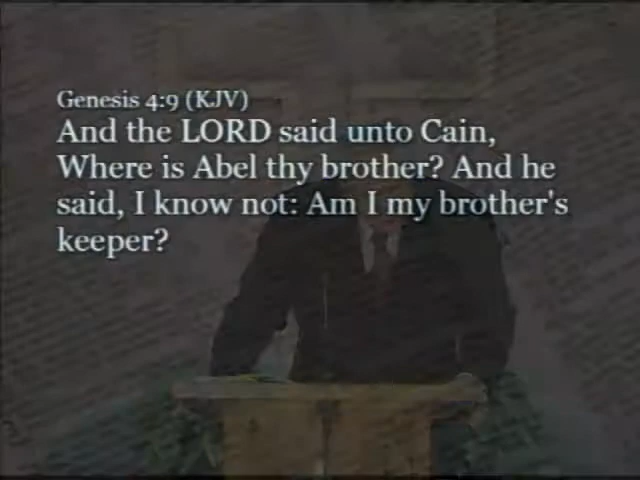 Genesis 4:9 (KJV)
And the LORD said unto Cain,
Where is Abel thy brother? And he
said, I know not: Am I my brother's
keeper?